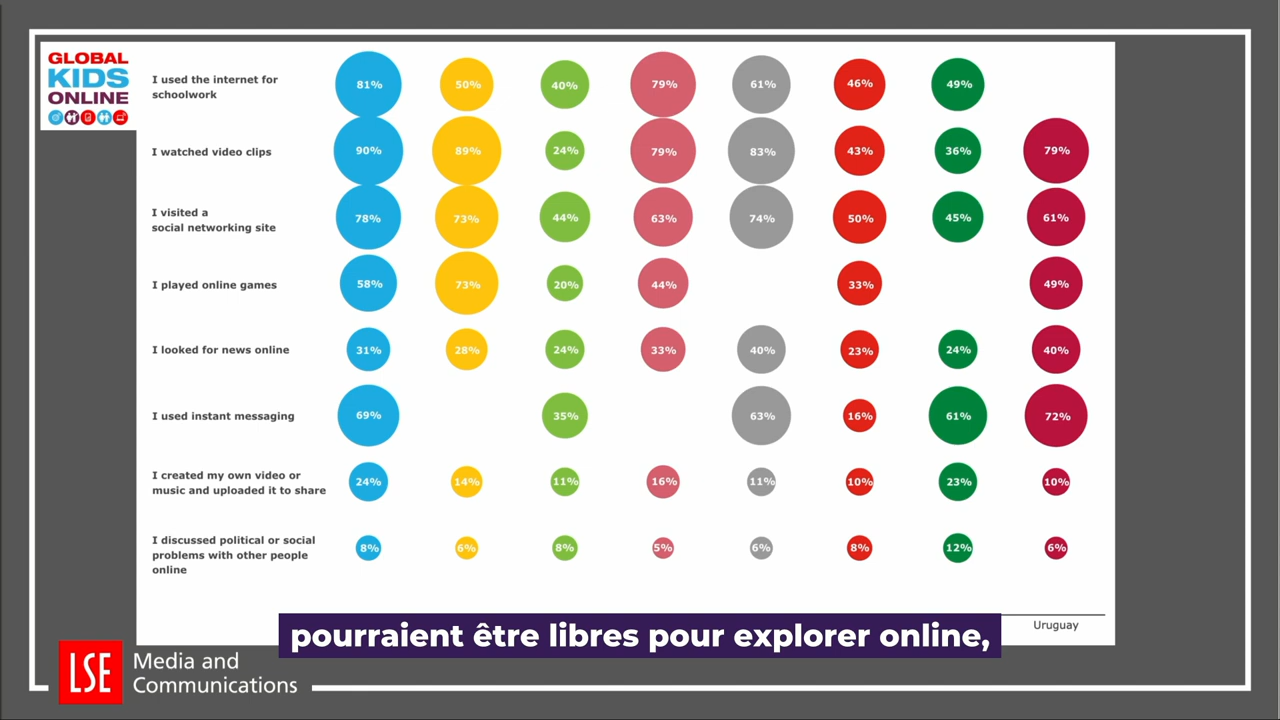 GLOBAL
KIDS
ONLINE
I used the internet for
schoolwork
81% 50% 40% 79% 61% 46% 49%
I watched video clips
90% 89% 24% 79% 83% 43% 36% 79%
I visited a
social networking site
78% 73% 44% 63% 74% 50% 45% 61%
I played online games
58% 73% 20% 44% 33% 49%
I looked for news online
31% 28% 24% 33% 40% 23% 24% 40%
I used instant messaging
69% 35% 63% 16% 61% 72%
I created my own video or
music and uploaded it to share
24% 14% 11% 16% 11% 10% 23% 10%
I discussed political or social
problems with other people
online
8% 6% 8% 5% 6% 8% 12% 6%
Uruguay
pourraient être libres pour explorer online,
LSE
Media and
Communications